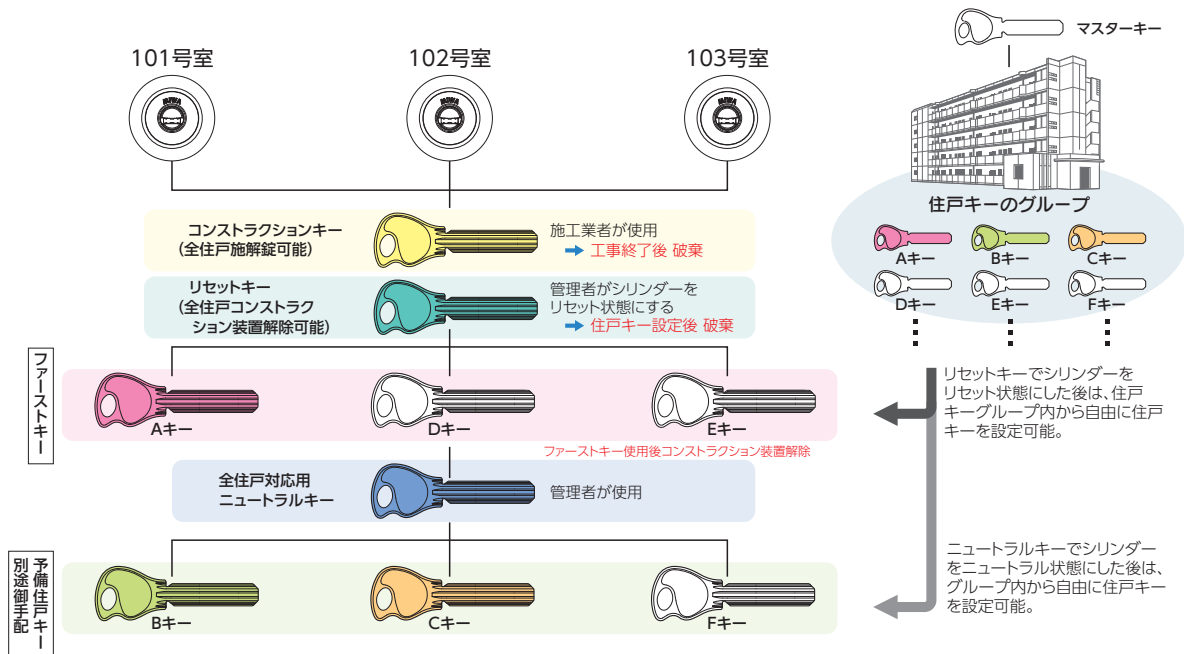 101号室
102号室
103号室
MIWA
MIWA
MIWA
コンストラクションキー
(全住戸施解錠可能)
施工業者が使用
➡ 工事終了後 破棄
リセットキー
(全住戸コンストラク
ション装置解除可能)
管理者がシリンダーを
リセット状態にする
➡ 住戸キー設定後 破棄
ファーストキー
Aキー
Dキー
Eキー
ファーストキー使用後コンストラクション装置解除
全住戸対応用
ニュートラルキー
管理者が使用
予備住戸キー
別途御手配
Bキー
Cキー
Fキー
マスターキー
住戸キーのグループ
Aキー
Bキー
Cキー
Dキー
Eキー
Fキー
リセットキーでシリンダーを
リセット状態にした後は、住戸
キーグループ内から自由に住戸
キーを設定可能。
ニュートラルキーでシリンダー
をニュートラル状態にした後は、
グループ内から自由に住戸キー
を設定可能。